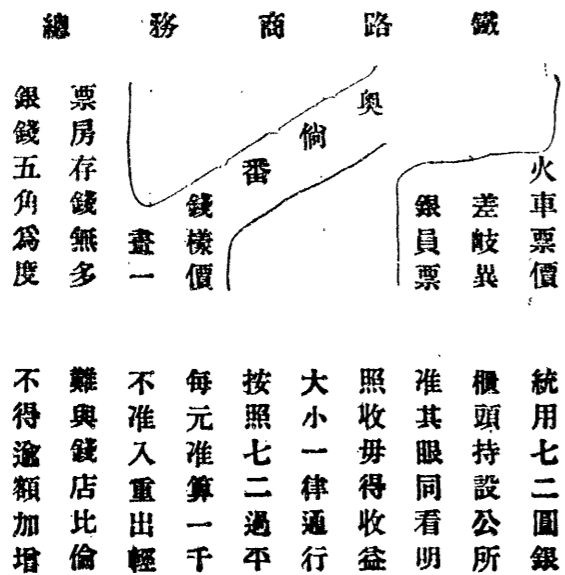 鐵路商務總
火車票價 統用七二圓銀
差歧異 櫃頭持設公所
銀員票 准其眼同看明
奧 照收毋得收益
倘 大小一律通行
番 按照七二過平
錢樣價 每元准算一千
畫一 不准入重出輕
票房存錢無多 難與錢店比倫
銀錢五角為度 不得逾額加增